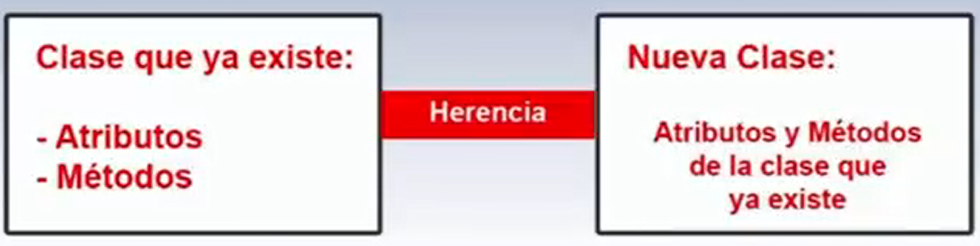 Clase que ya existe:
- Atributos
- Métodos
Herencia
Nueva Clase:
Atributos y Métodos
de la clase que
ya existe